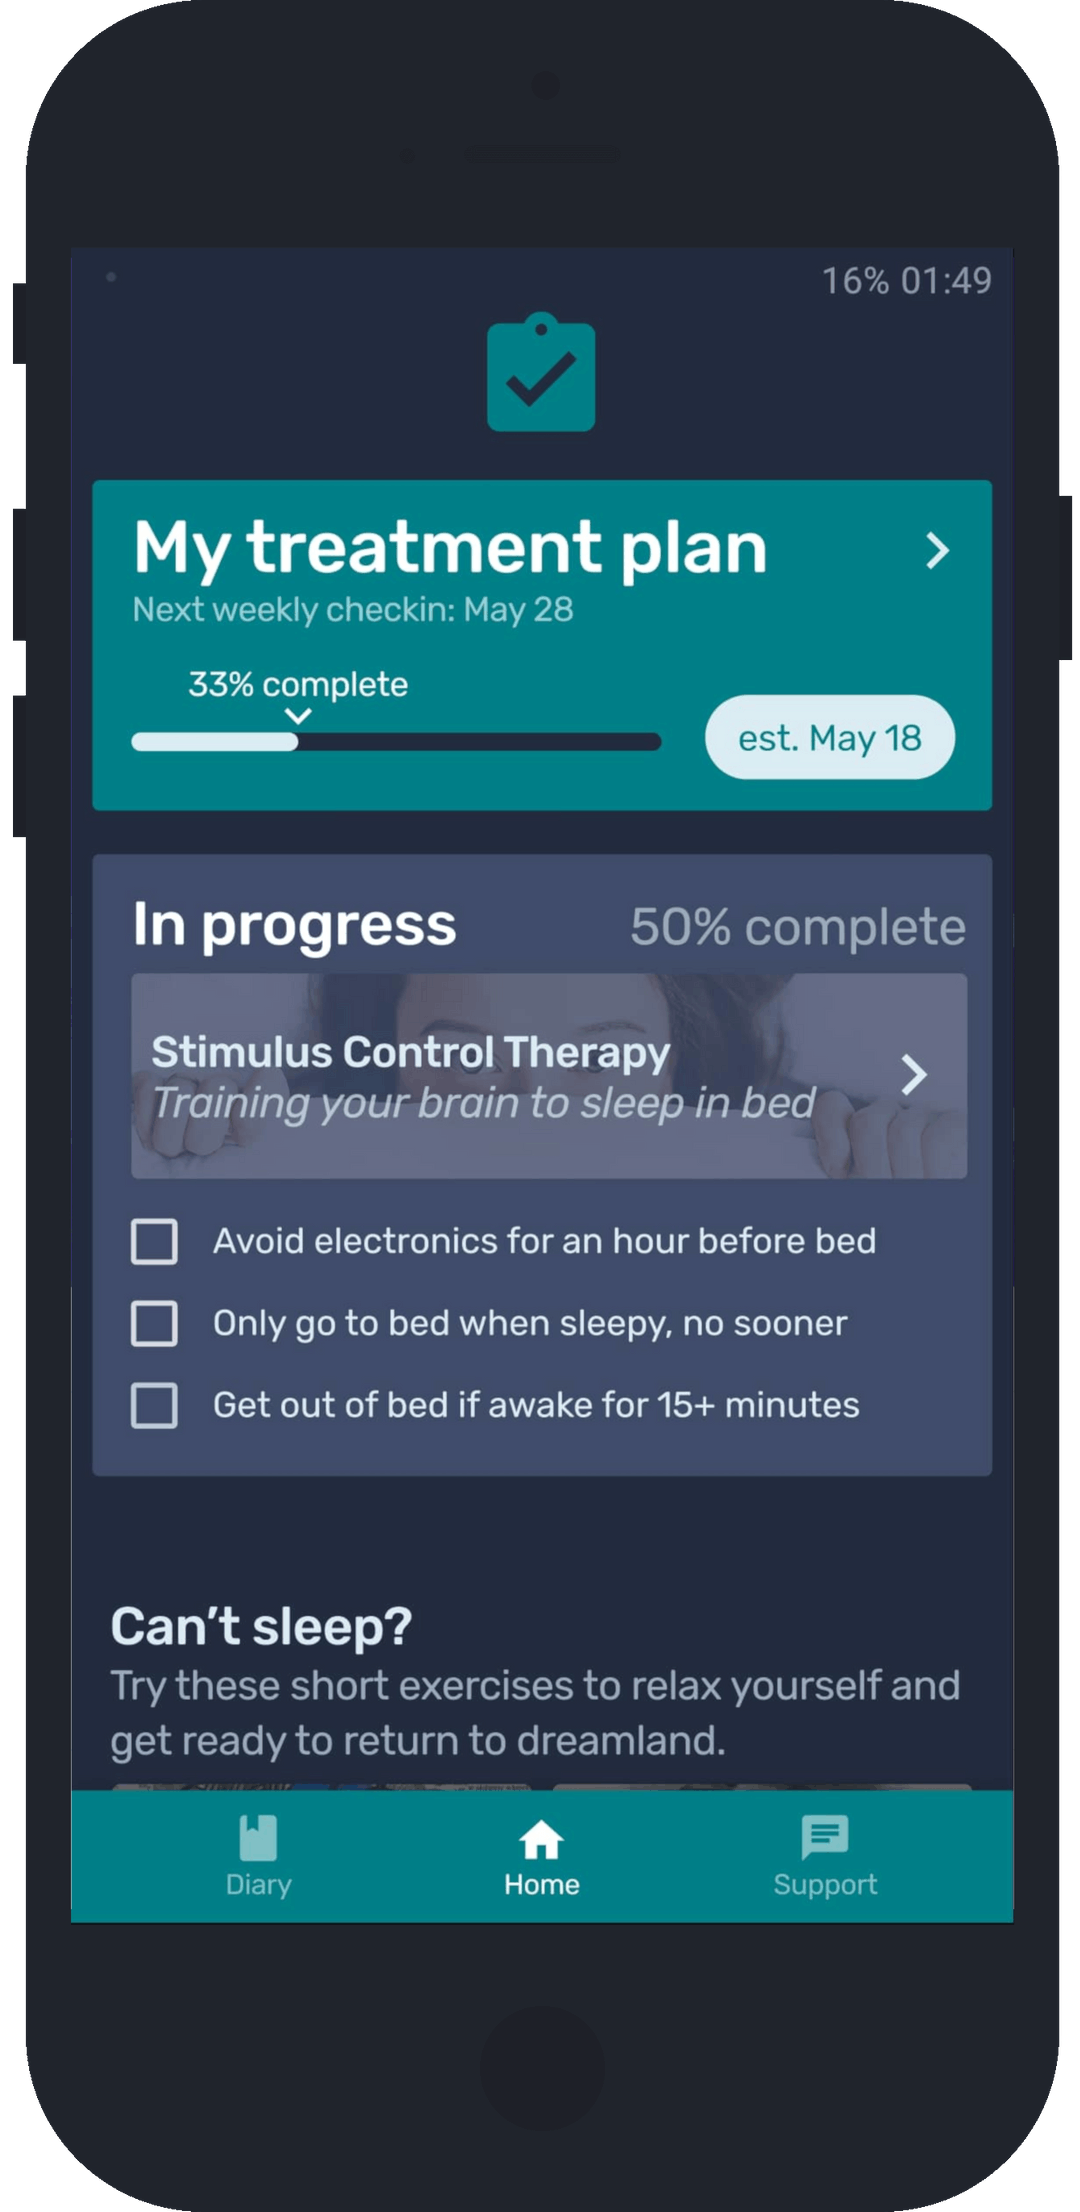 16% 01:49
My treatment plan
Next weekly checkin: May 28
33% complete
est. May 18
In progress
50% complete
Stimulus Control Therapy
Training your brain to sleep in bed
Avoid electronics for an hour before bed
Only go to bed when sleepy, no sooner
Get out of bed if awake for 15+ minutes
Can't sleep?
Try these short exercises to relax yourself and
get ready to return to dreamland.
Diary
Home
Support